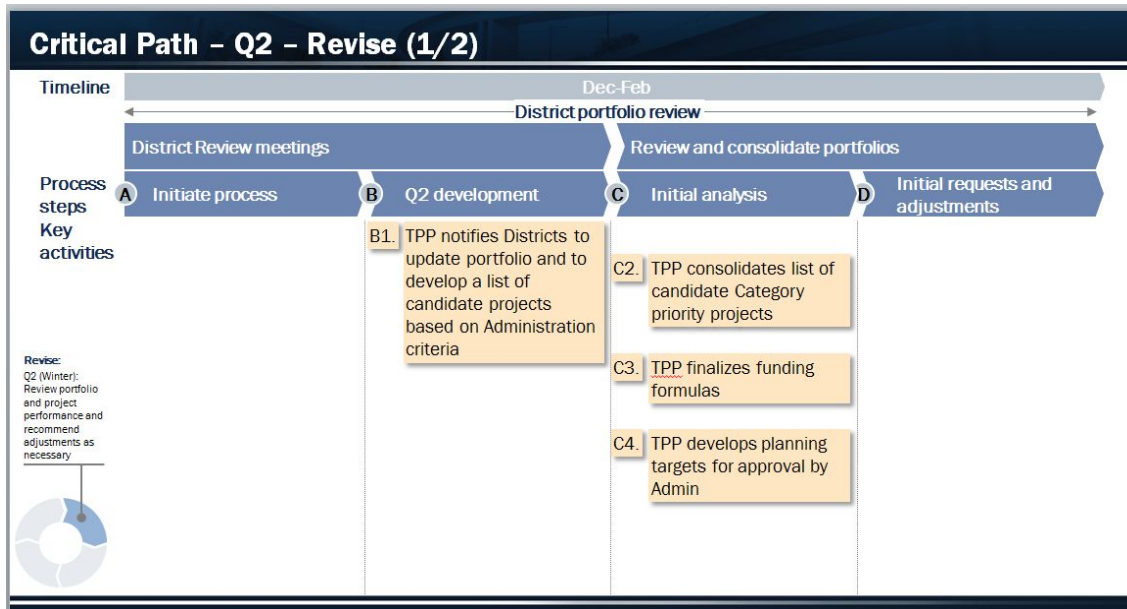 Critical Path – Q2 – Revise (1/2)
Timeline
Dec-Feb
District portfolio review
District Review meetings
Review and consolidate portfolios
Process
steps
A
Initiate process
B
Q2 development
C
Initial analysis
D
Initial requests and
adjustments
Key
activities
B1.
TPP notifies Districts to
update portfolio and to
develop a list of
candidate projects
based on Administration
criteria
C2.
TPP consolidates list of
candidate Category
priority projects
C3.
TPP finalizes funding
formulas
C4.
TPP develops planning
targets for approval by
Admin
Revise:
Q2 (Winter):
Review portfolio
and project
performance and
recommend
adjustments as
necessary